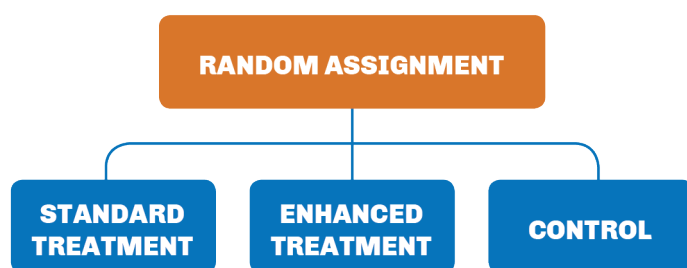 RANDOM ASSIGNMENT
STANDARD
TREATMENT
ENHANCED
TREATMENT
CONTROL